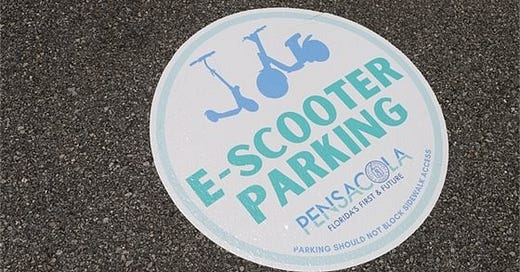 E-SCOOTER
PARKING
PENSACOLA
FLORIDA'S FIRST & FUTURE
PARKING SHOULD NOT BLOCK SIDEWALK ACCESS